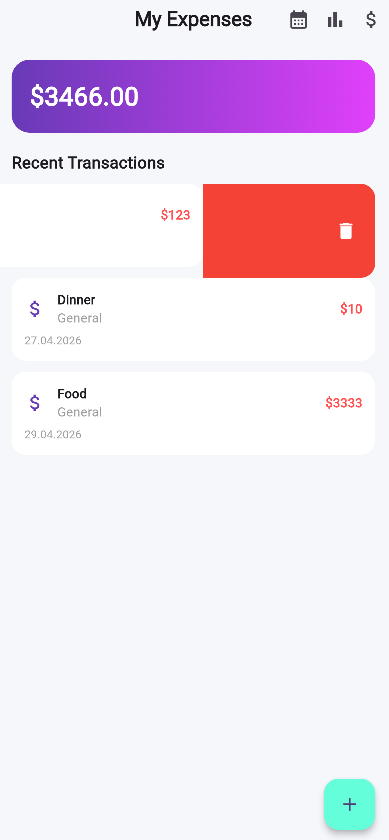 My Expenses
$3466.00
Recent Transactions
$123
Dinner
$10
General
27.04.2026
Food
$3333
General
29.04.2026